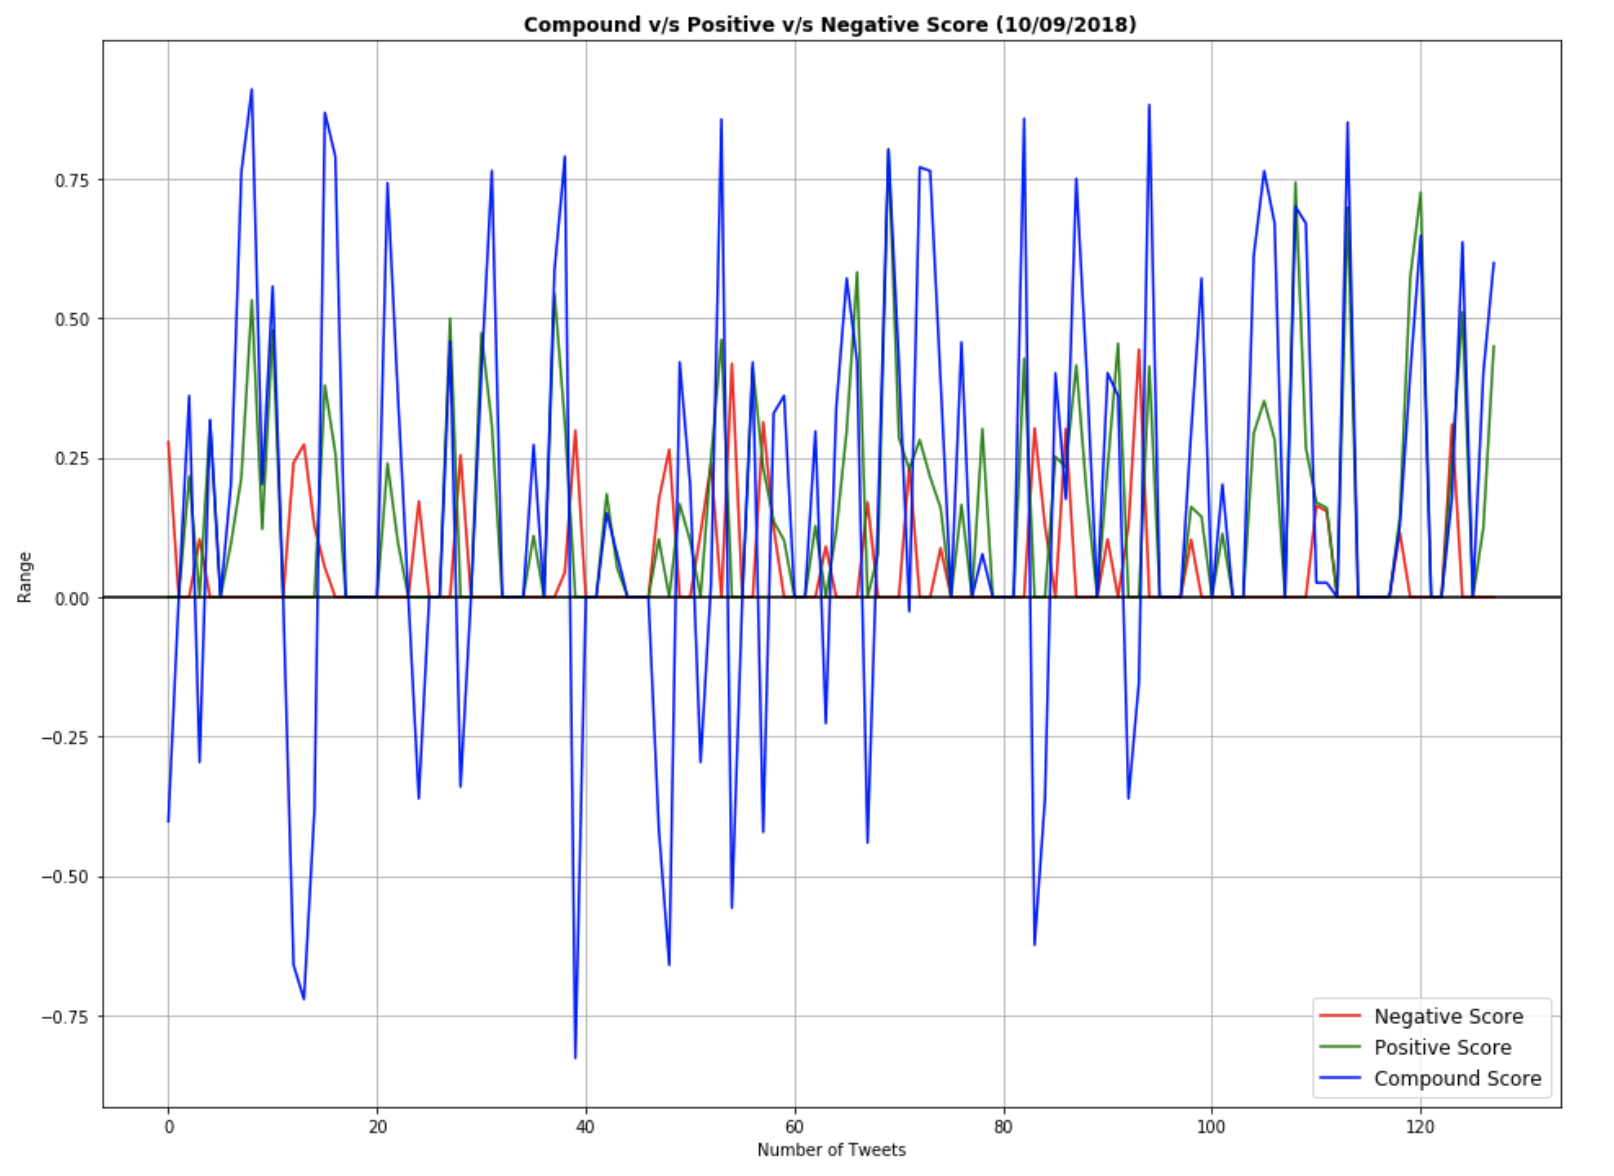 Compound v/s Positive v/s Negative Score (10/09/2018)
Range
0.75
0.50
0.25
0.00
−0.25
−0.50
−0.75
Negative Score
Positive Score
Compound Score
0 20 40 60 80 100 120
Number of Tweets